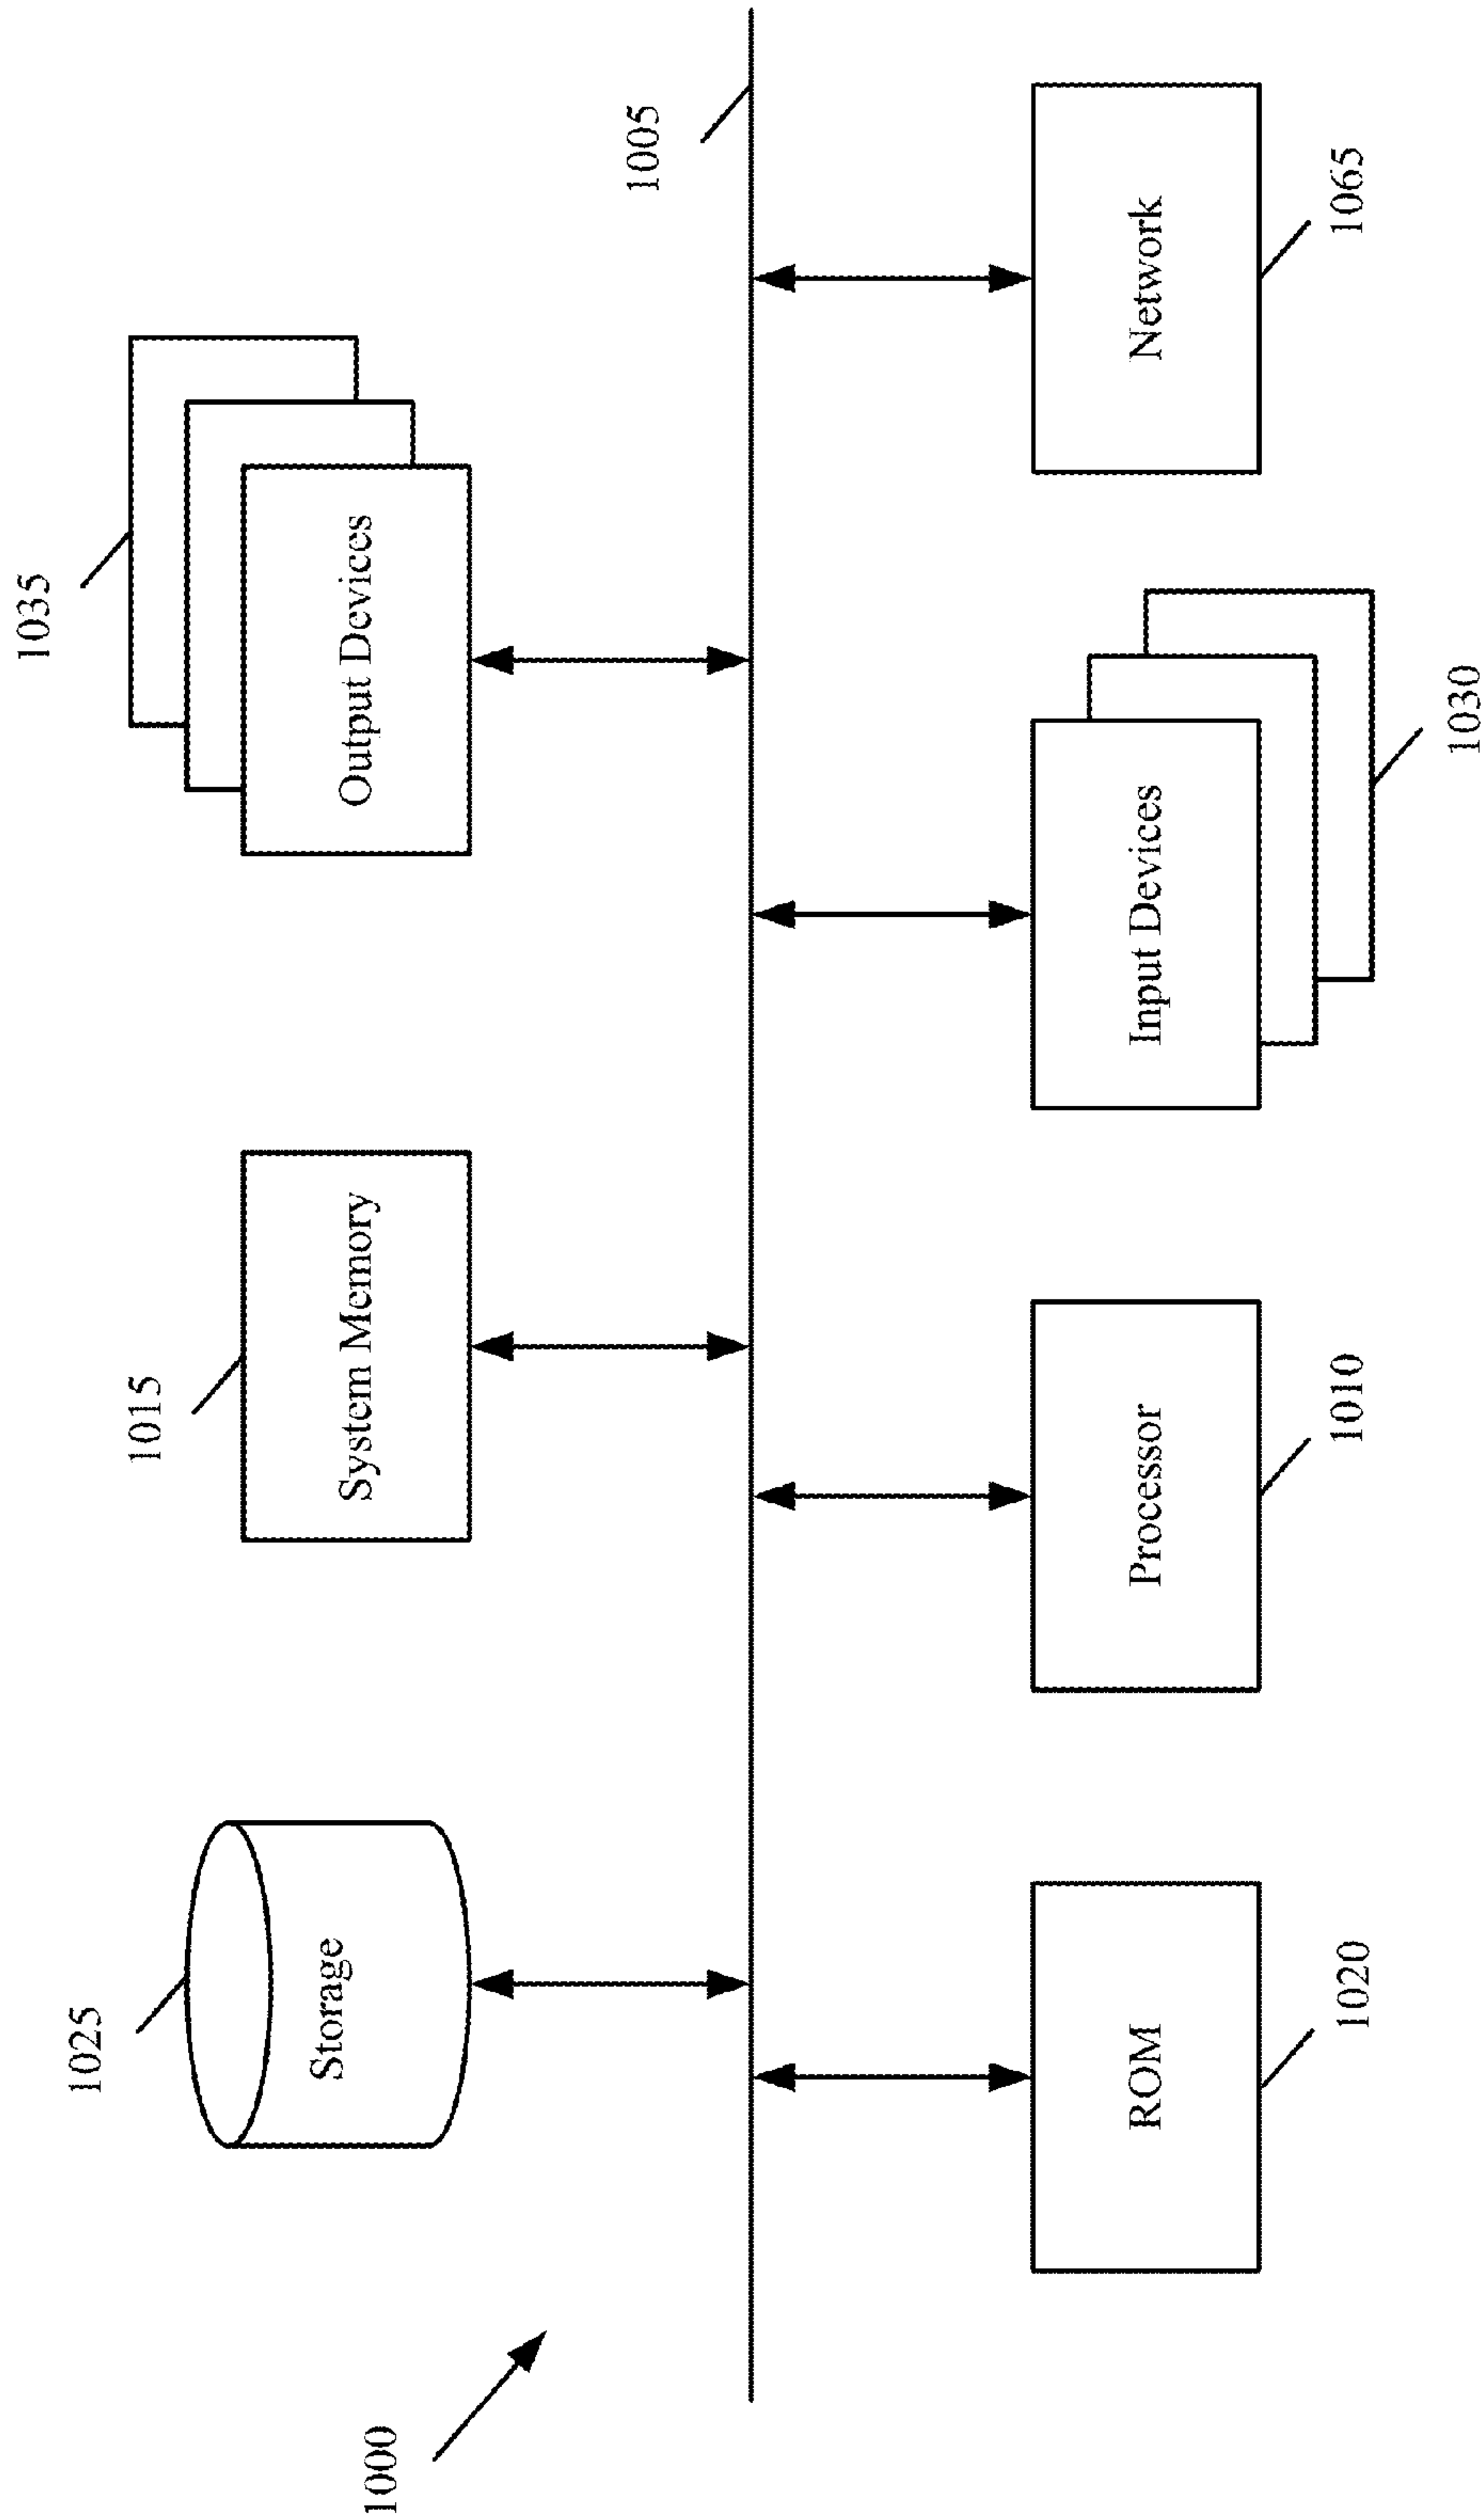 1025
1015
1035
Storage
System Memory
Output Devices
1000
1005
ROM
Processor
Input Devices
Network
1020
1010
1030
1065